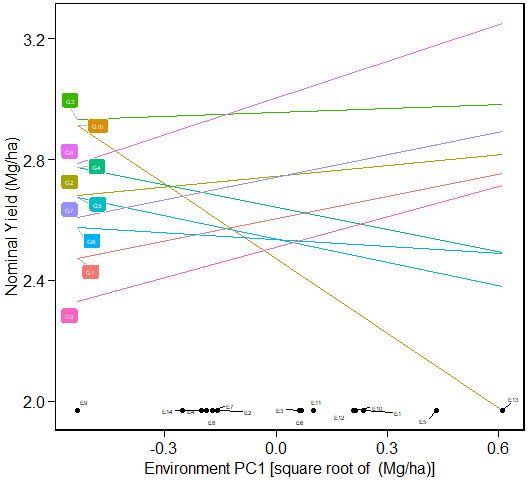 3.2
2.8
2.4
2.0
Nominal Yield (Mg/ha)
G3
G10
G8
G4
G2
G5
G7
G6
G1
G9
E9
E14
E4
E7
E2
E8
E3
E11
E6
E12
E10
E1
E5
E13
-0.3
0.0
0.3
0.6
Environment PC1 [square root of (Mg/ha)]